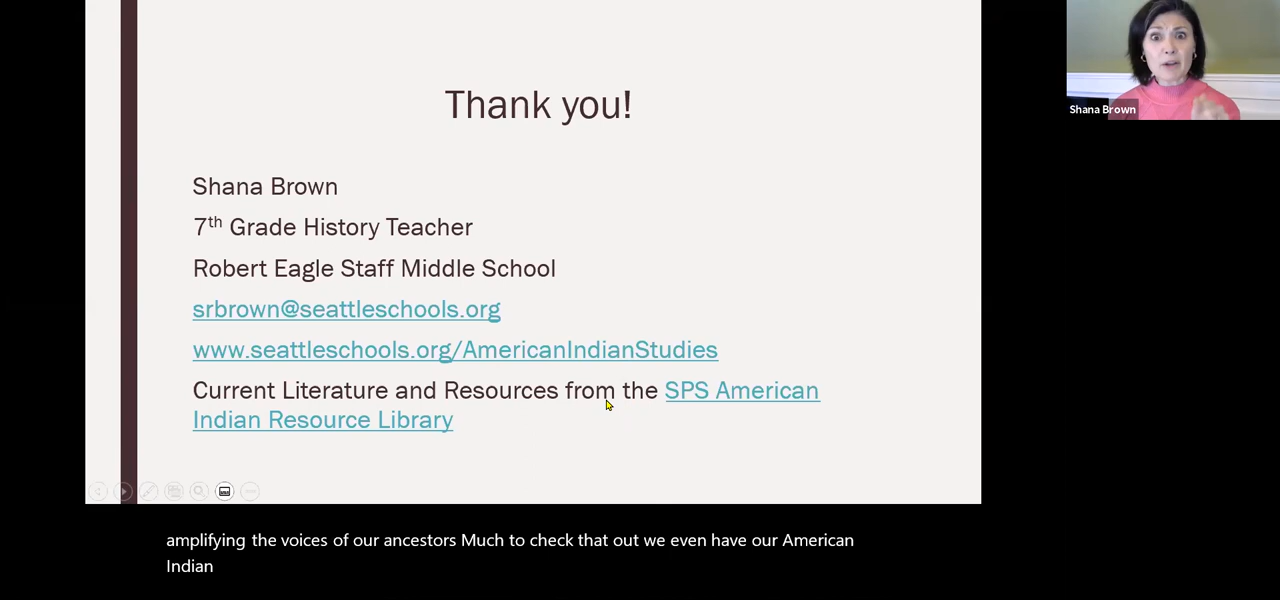 Thank you!
Shana Brown
Shana Brown
7th Grade History Teacher
Robert Eagle Staff Middle School
srbrown@seattleschools.org
www.seattleschools.org/AmericanIndianStudies
Current Literature and Resources from the SPS American
Indian Resource Library
amplifying the voices of our ancestors Much to check that out we even have our American
Indian